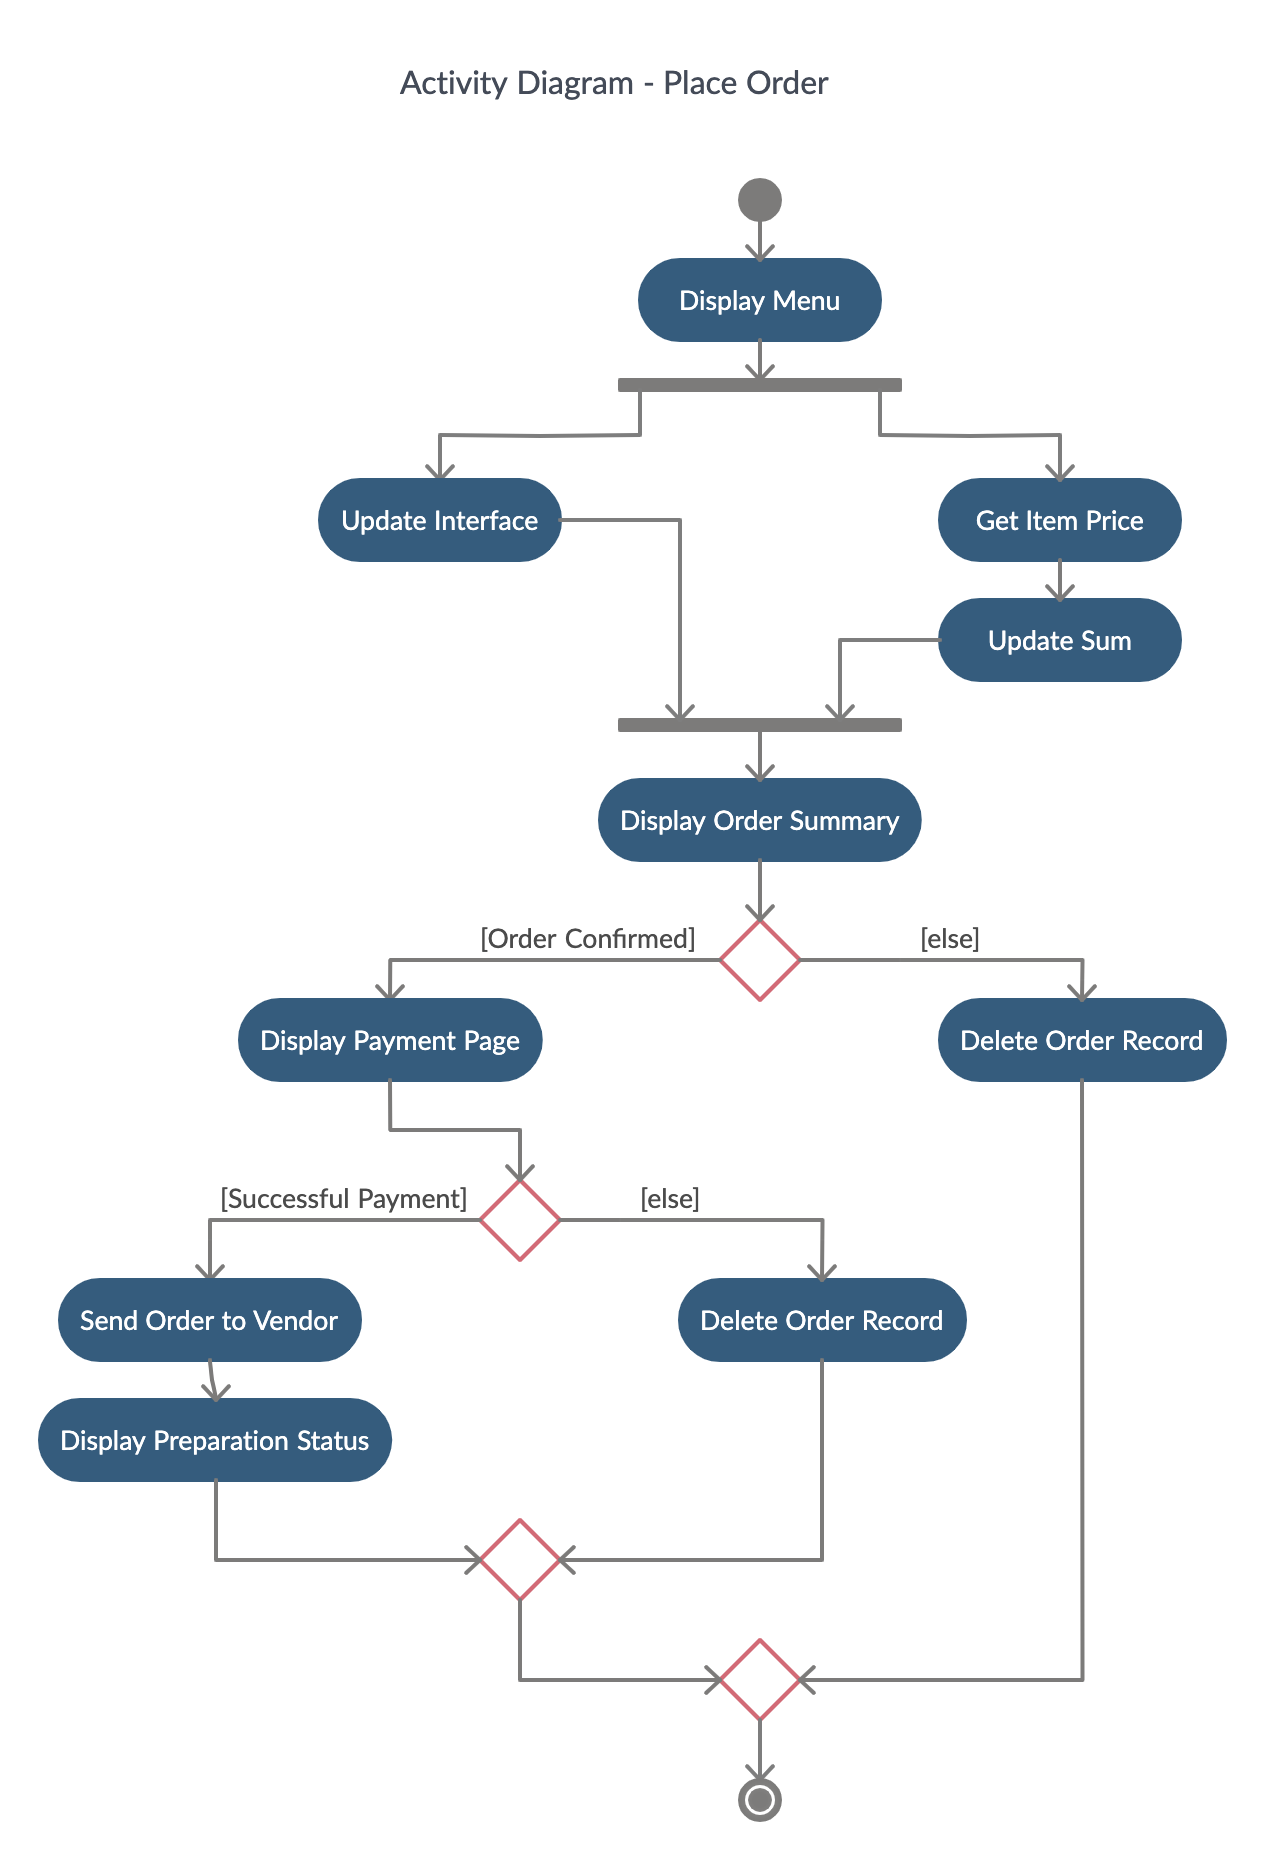 Activity Diagram - Place Order
Display Menu
Update Interface
Get Item Price
Update Sum
Display Order Summary
[Order Confirmed]
[else]
Display Payment Page
Delete Order Record
[Successful Payment]
[else]
Send Order to Vendor
Delete Order Record
Display Preparation Status